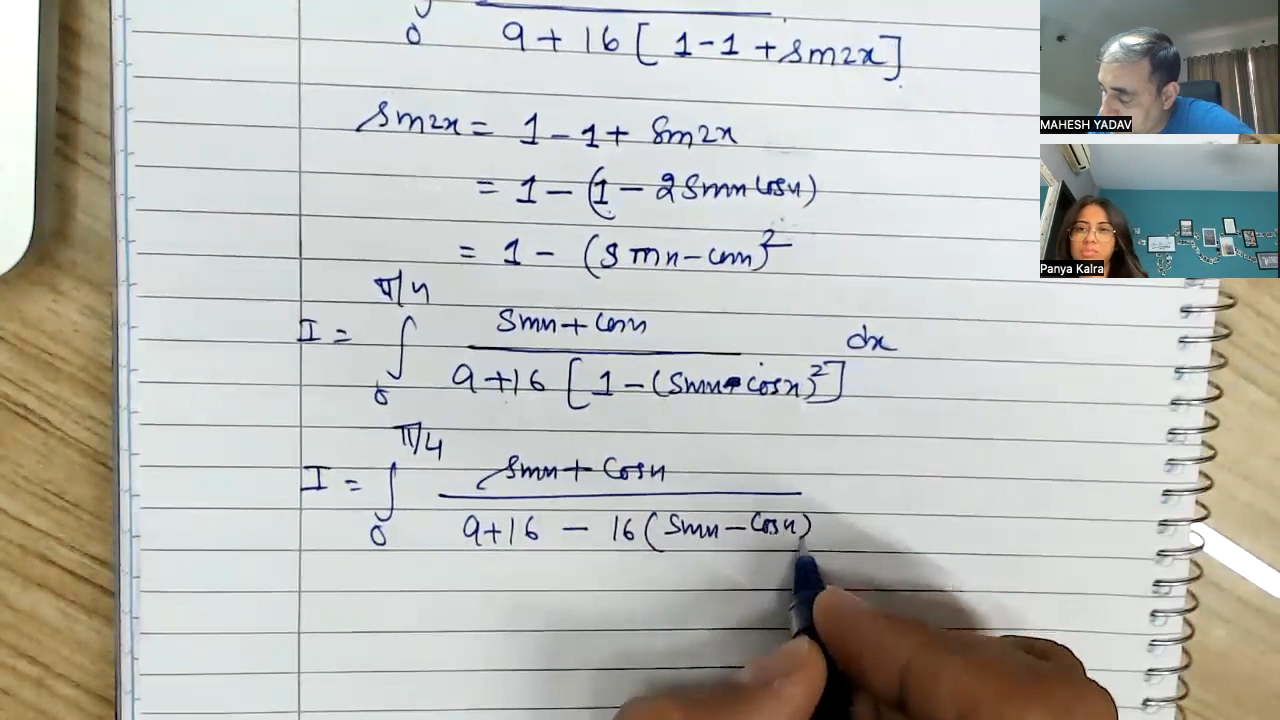 0 9 + 16 [ 1 - 1 + sin2x ]
sin2x = 1 - 1 + sin2x
= 1 - (1 - 2 sinx cosx)
= 1 - (sinx - cosx)²
I = ∫₀^π/4 sinx + cosx / 9 + 16 [ 1 - (sinx - cosx)² ] dx
I = ∫₀^π/4 sinx + cosx / 9 + 16 - 16 (sinx - cosx)
MAHESH YADAV
Panya Kalra